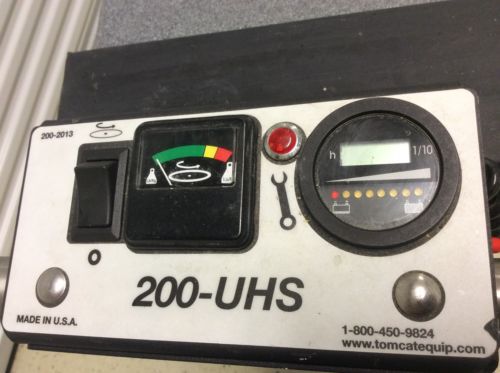 200-2013
h
1/10
200-UHS
MADE IN U.S.A.
1-800-450-9824
www.tomcatequip.com